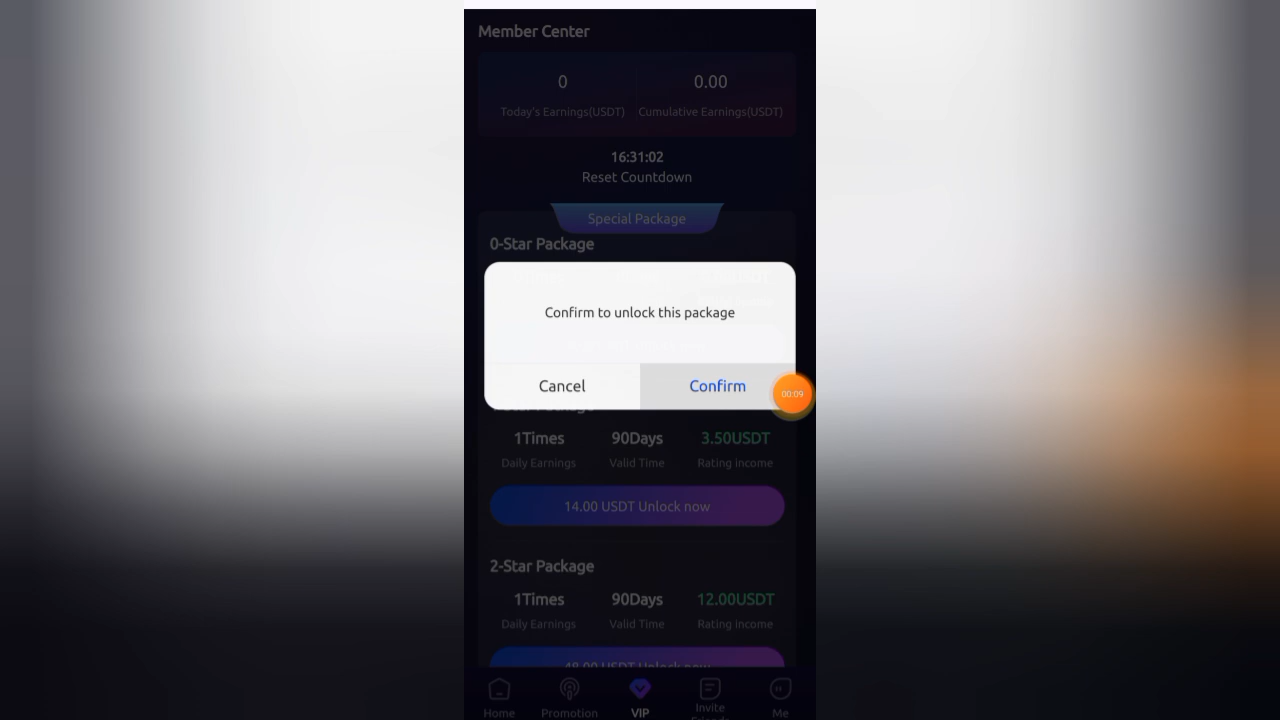 Member Center
0
0.00
Today's Earnings(USDT)
Cumulative Earnings(USDT)
16:31:02
Reset Countdown
Special Package
0-Star Package
Confirm to unlock this package
Cancel
Confirm
00:09
1Times
90Days
3.50USDT
Daily Earnings
Valid Time
Rating income
14.00 USDT Unlock now
2-Star Package
1Times
90Days
12.00USDT
Daily Earnings
Valid Time
Rating income
48.00 USDT Unlock now
Home
Promotion
VIP
Invite
Friends
Me